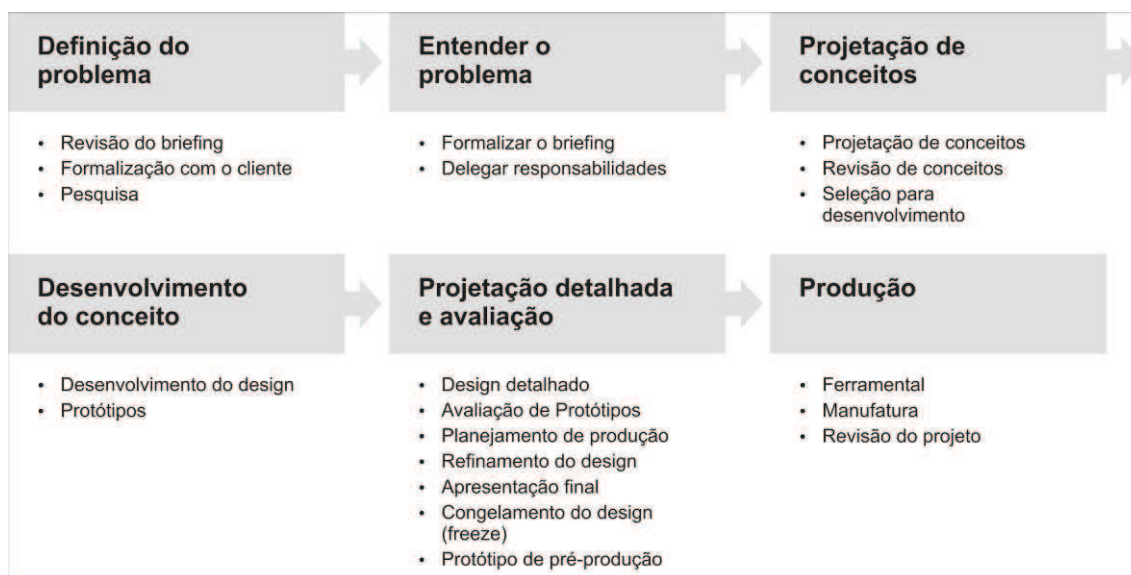 Definição do
problema
• Revisão do briefing
• Formalização com o cliente
• Pesquisa
Entender o
problema
• Formalizar o briefing
• Delegar responsabilidades
Projetação de
conceitos
• Projetação de conceitos
• Revisão de conceitos
• Seleção para
desenvolvimento
Desenvolvimento
do conceito
• Desenvolvimento do design
• Protótipos
Projetação detalhada
e avaliação
• Design detalhado
• Avaliação de Protótipos
• Planejamento de produção
• Refinamento do design
• Apresentação final
• Congelamento do design
(freeze)
• Protótipo de pré-produção
Produção
• Ferramental
• Manufatura
• Revisão do projeto